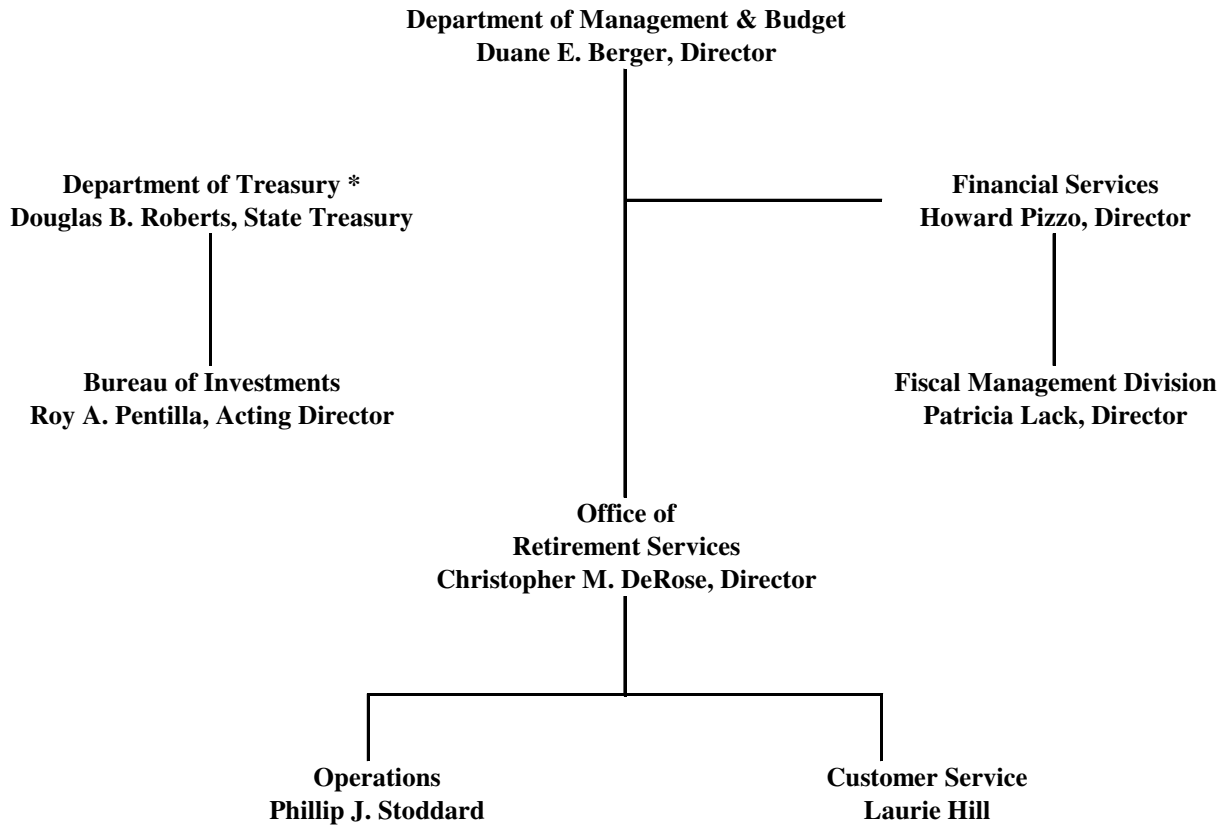 Department of Management & Budget
Duane E. Berger, Director
Department of Treasury *
Douglas B. Roberts, State Treasury
Financial Services
Howard Pizzo, Director
Bureau of Investments
Roy A. Pentilla, Acting Director
Fiscal Management Division
Patricia Lack, Director
Office of
Retirement Services
Christopher M. DeRose, Director
Operations
Phillip J. Stoddard
Customer Service
Laurie Hill